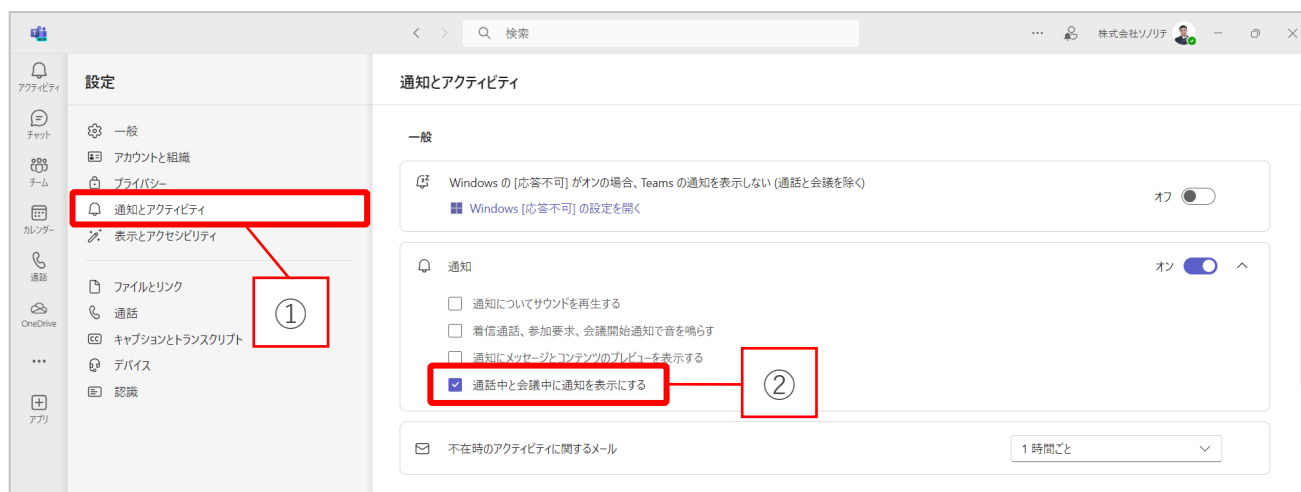 検索
株式会社ソノリテ
アクティビティ
チャット
チーム
カレンダー
通話
OneDrive
アプリ
設定
一般
アカウントと組織
プライバシー
通知とアクティビティ
表示とアクセシビリティ
ファイルとリンク
通話
キャプションとトランスクリプト
デバイス
認識
①
通知とアクティビティ
一般
Windows の [応答不可] がオンの場合、Teams の通知を表示しない (通話と会議を除く)
Windows [応答不可] の設定を開く
オフ
通知
オン
通知についてサウンドを再生する
着信通話、参加要求、会議開始通知で音を鳴らす
通知にメッセージとコンテンツのプレビューを表示する
通話中と会議中に通知を表示にする
②
不在時のアクティビティに関するメール
1 時間ごと